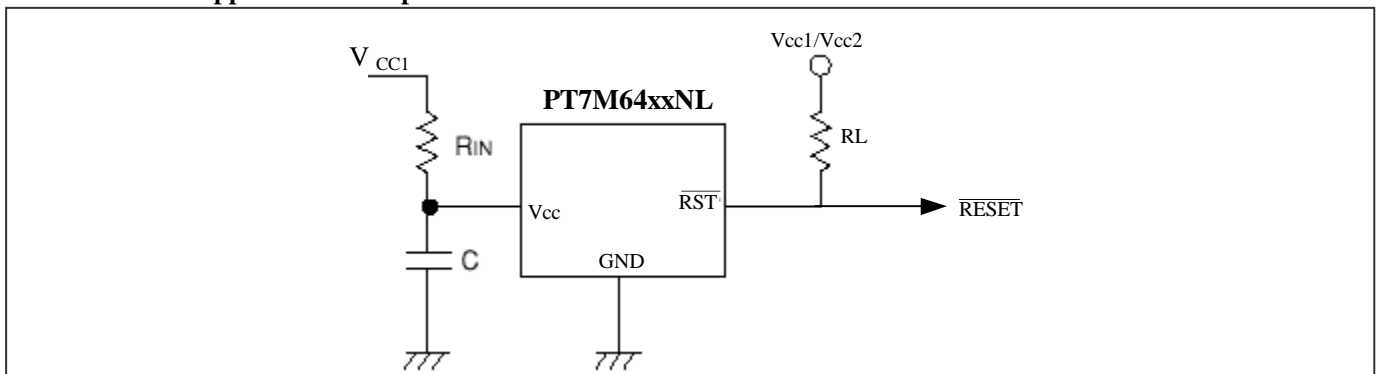 Vcc1/Vcc2
V CC1
PT7M64xxNL
RIN
RL
Vcc
RST
RESET
C
GND